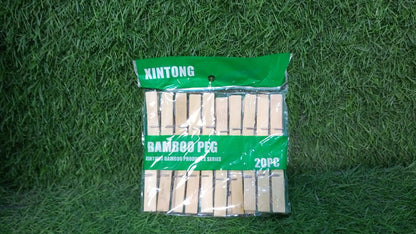 XINTONG
BAMBOO PEG
XINTONG BAMBOO PRODUCTS SERIES
20PC